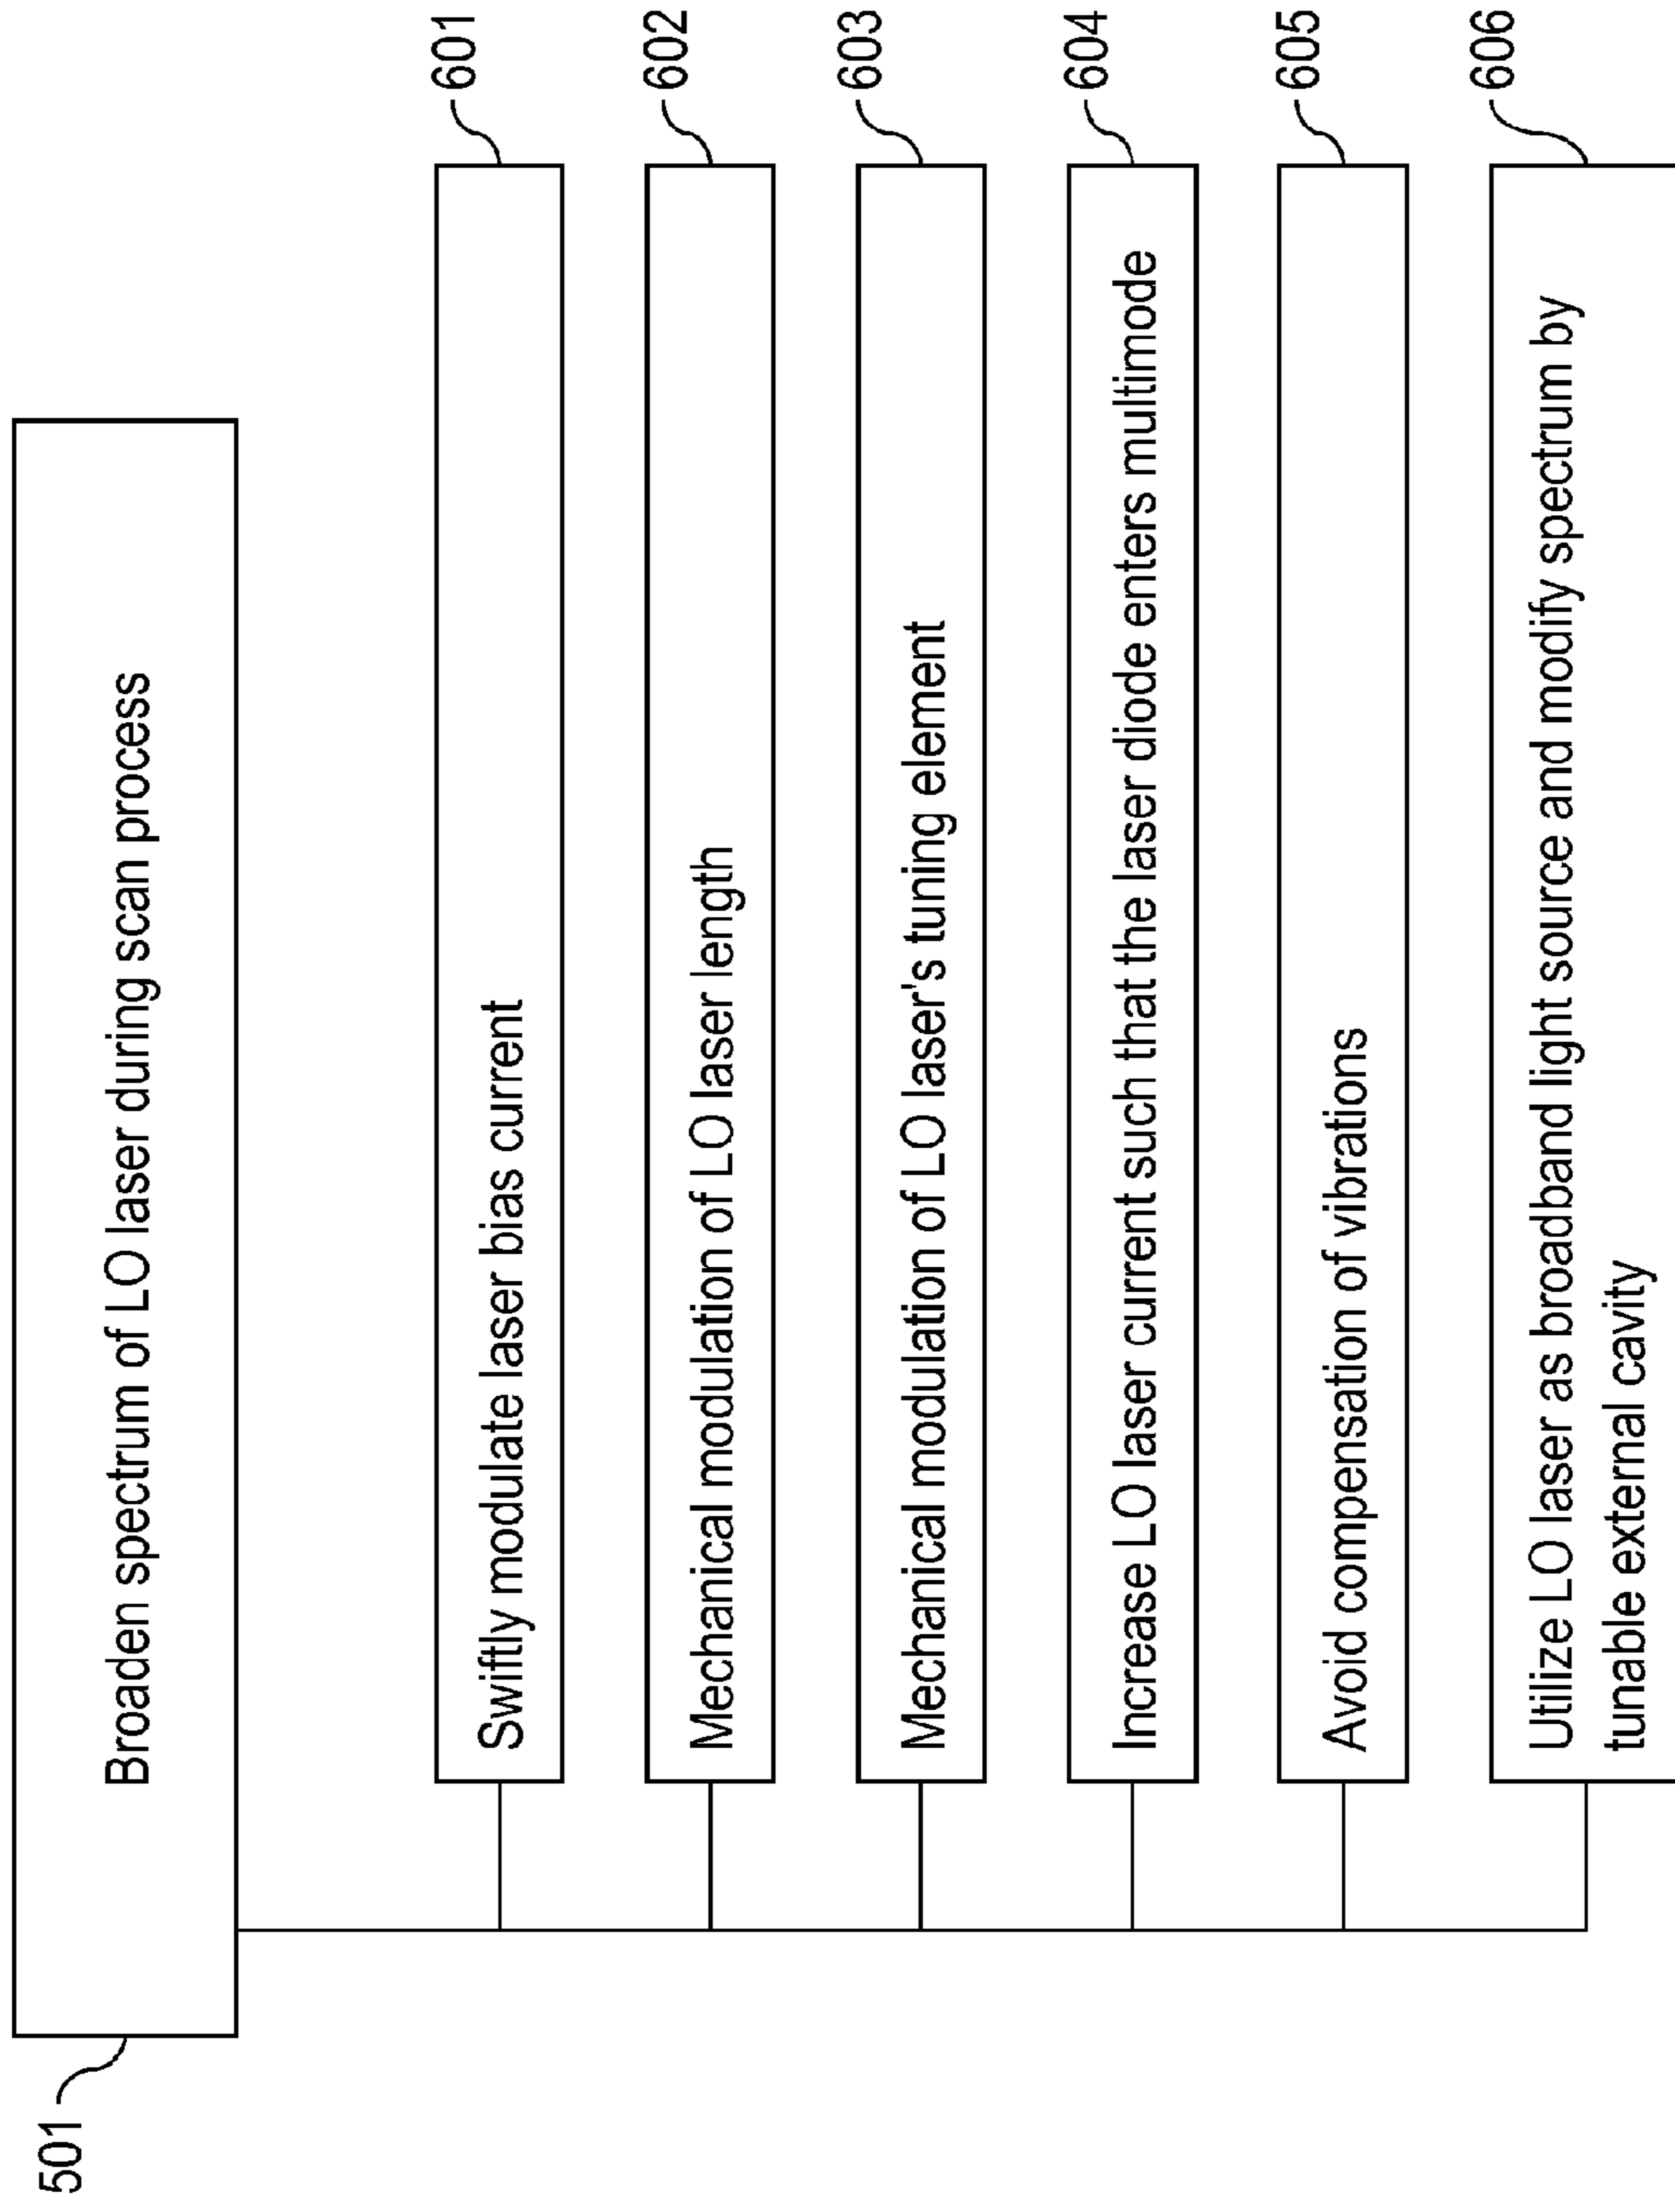 501
Broaden spectrum of LO laser during scan process
Swiftly modulate laser bias current
601
Mechanical modulation of LO laser length
602
Mechanical modulation of LO laser's tuning element
603
Increase LO laser current such that the laser diode enters multimode
604
Avoid compensation of vibrations
605
Utilize LO laser as broadband light source and modify spectrum by
tunable external cavity
606